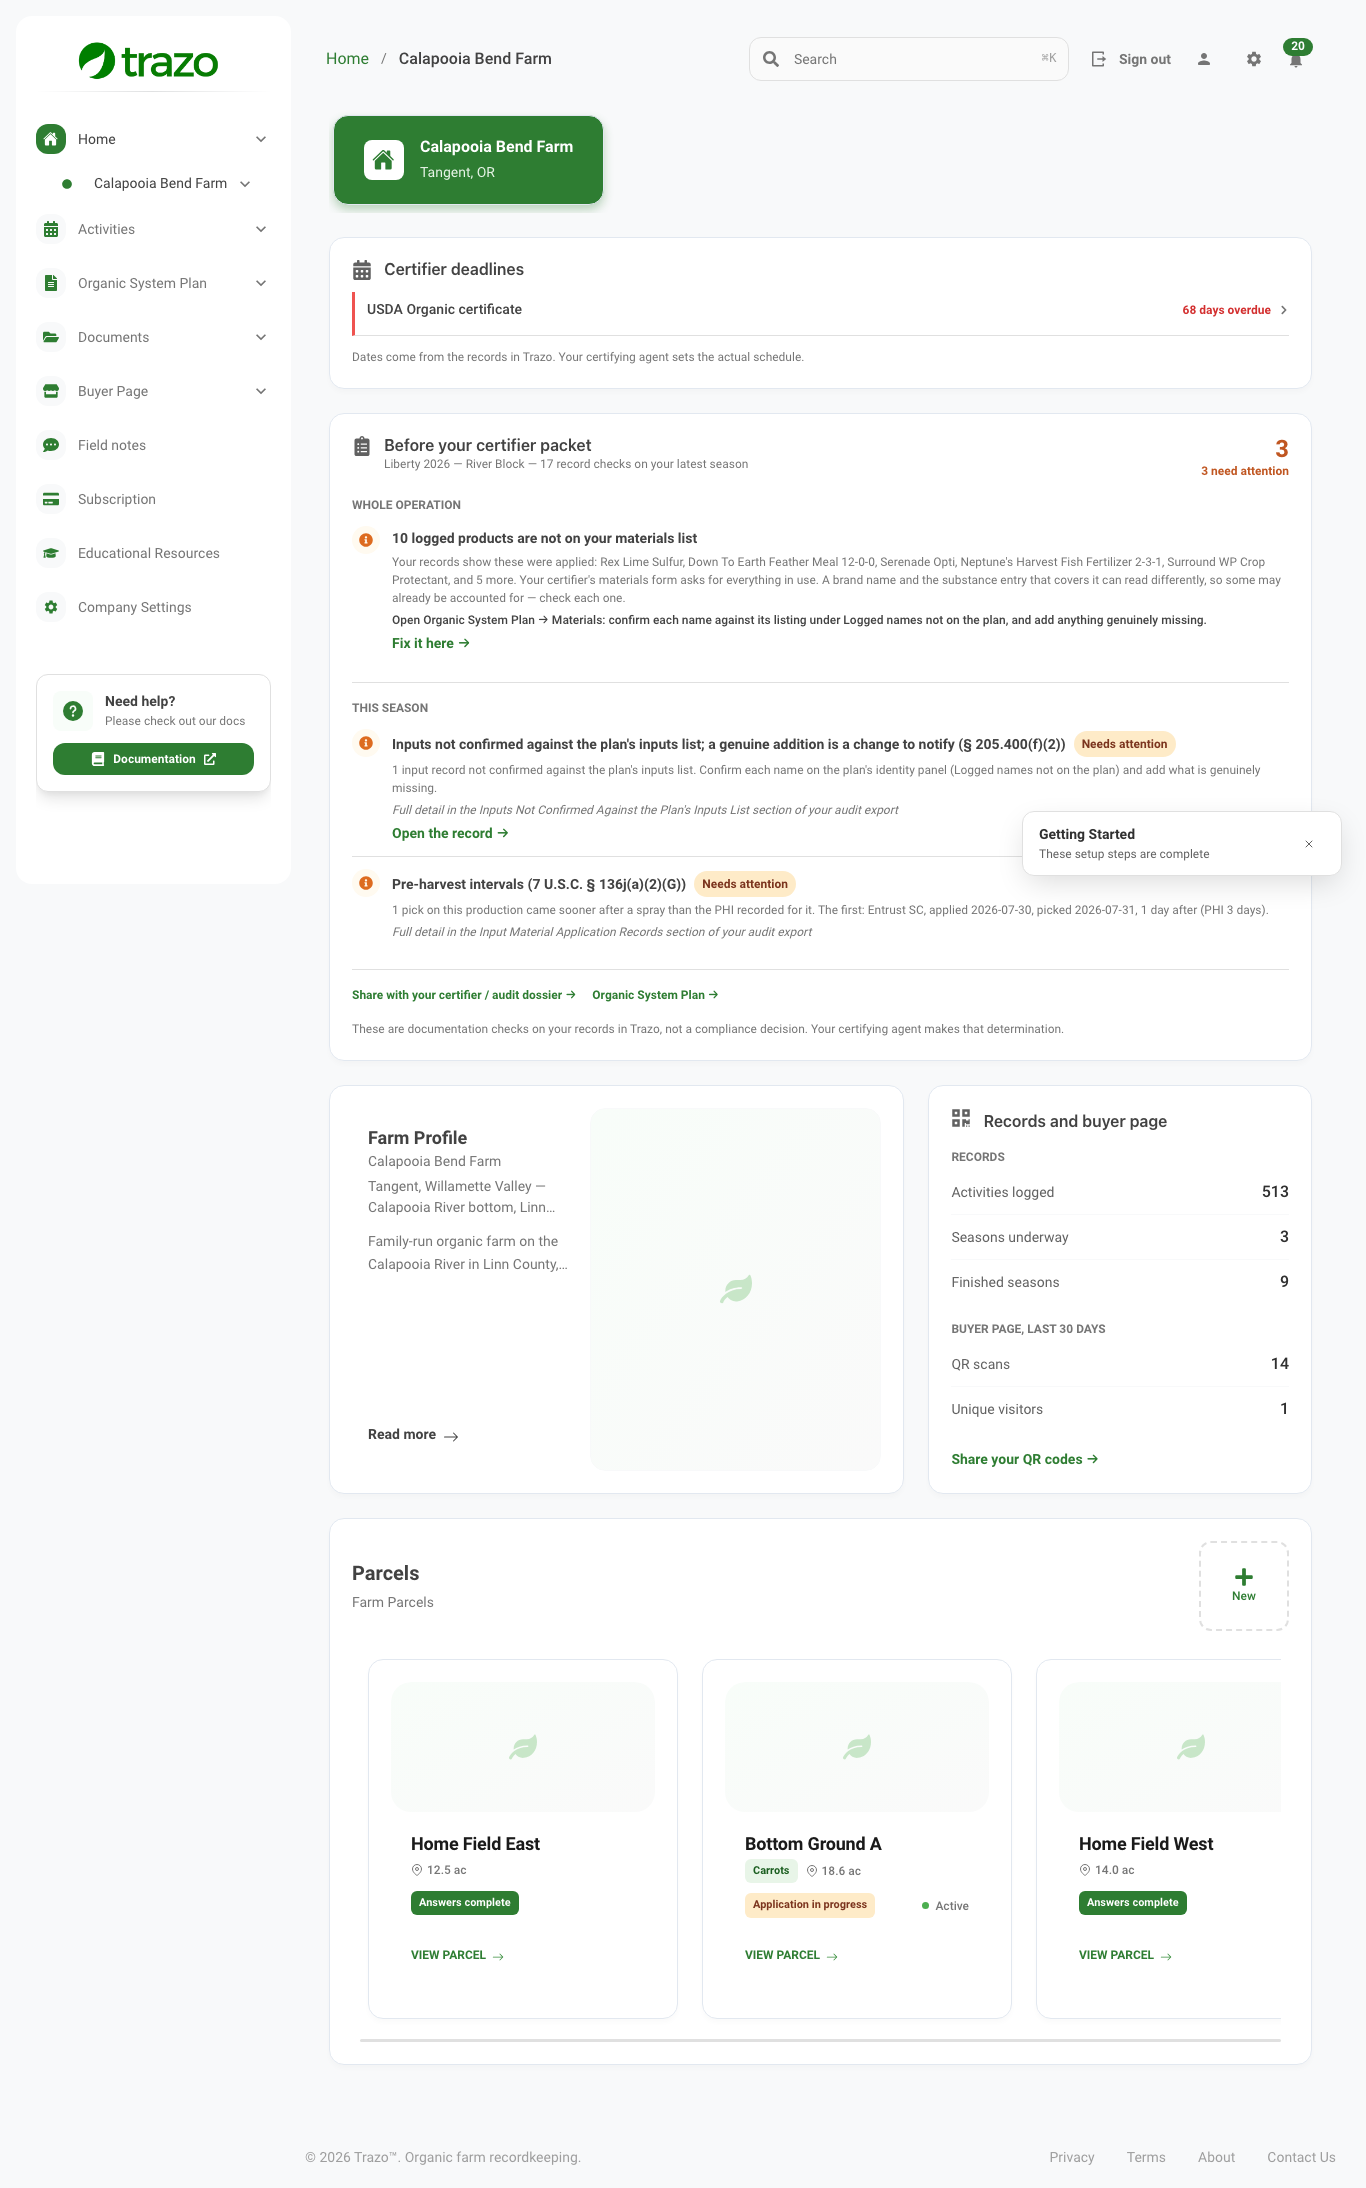 trazo
Home
Calapooia Bend Farm
Activities
Organic System Plan
Documents
Buyer Page
Field notes
Subscription
Educational Resources
Company Settings
Need help?
Please check out our docs
Documentation
Home / Calapooia Bend Farm
Search ⌘K
Sign out
20
Calapooia Bend Farm
Tangent, OR
Certifier deadlines
USDA Organic certificate
68 days overdue
Dates come from the records in Trazo. Your certifying agent sets the actual schedule.
Before your certifier packet
Liberty 2026 — River Block — 17 record checks on your latest season
3
3 need attention
WHOLE OPERATION
10 logged products are not on your materials list
Your records show these were applied: Rex Lime Sulfur, Down To Earth Feather Meal 12-0-0, Serenade Opti, Neptune's Harvest Fish Fertilizer 2-3-1, Surround WP Crop
Protectant, and 5 more. Your certifier's materials form asks for everything in use. A brand name and the substance entry that covers it can read differently, so some may
already be accounted for — check each one.
Open Organic System Plan → Materials: confirm each name against its listing under Logged names not on the plan, and add anything genuinely missing.
Fix it here →
THIS SEASON
Inputs not confirmed against the plan's inputs list; a genuine addition is a change to notify (§ 205.400(f)(2)) Needs attention
1 input record not confirmed against the plan's inputs list. Confirm each name on the plan's identity panel (Logged names not on the plan) and add what is genuinely
missing.
Full detail in the Inputs Not Confirmed Against the Plan's Inputs List section of your audit export
Open the record →
Getting Started
These setup steps are complete
Pre-harvest intervals (7 U.S.C. § 136j(a)(2)(G)) Needs attention
1 pick on this production came sooner after a spray than the PHI recorded for it. The first: Entrust SC, applied 2026-07-30, picked 2026-07-31, 1 day after (PHI 3 days).
Full detail in the Input Material Application Records section of your audit export
Share with your certifier / audit dossier → Organic System Plan →
These are documentation checks on your records in Trazo, not a compliance decision. Your certifying agent makes that determination.
Farm Profile
Calapooia Bend Farm
Tangent, Willamette Valley —
Calapooia River bottom, Linn...
Family-run organic farm on the
Calapooia River in Linn County,...
Read more
Records and buyer page
RECORDS
Activities logged 513
Seasons underway 3
Finished seasons 9
BUYER PAGE, LAST 30 DAYS
QR scans 14
Unique visitors 1
Share your QR codes →
Parcels
Farm Parcels
New
Home Field East
12.5 ac
Answers complete
VIEW PARCEL
Bottom Ground A
Carrots 18.6 ac
Application in progress Active
VIEW PARCEL
Home Field West
14.0 ac
Answers complete
VIEW PARCEL
© 2026 Trazo™. Organic farm recordkeeping.
Privacy Terms About Contact Us